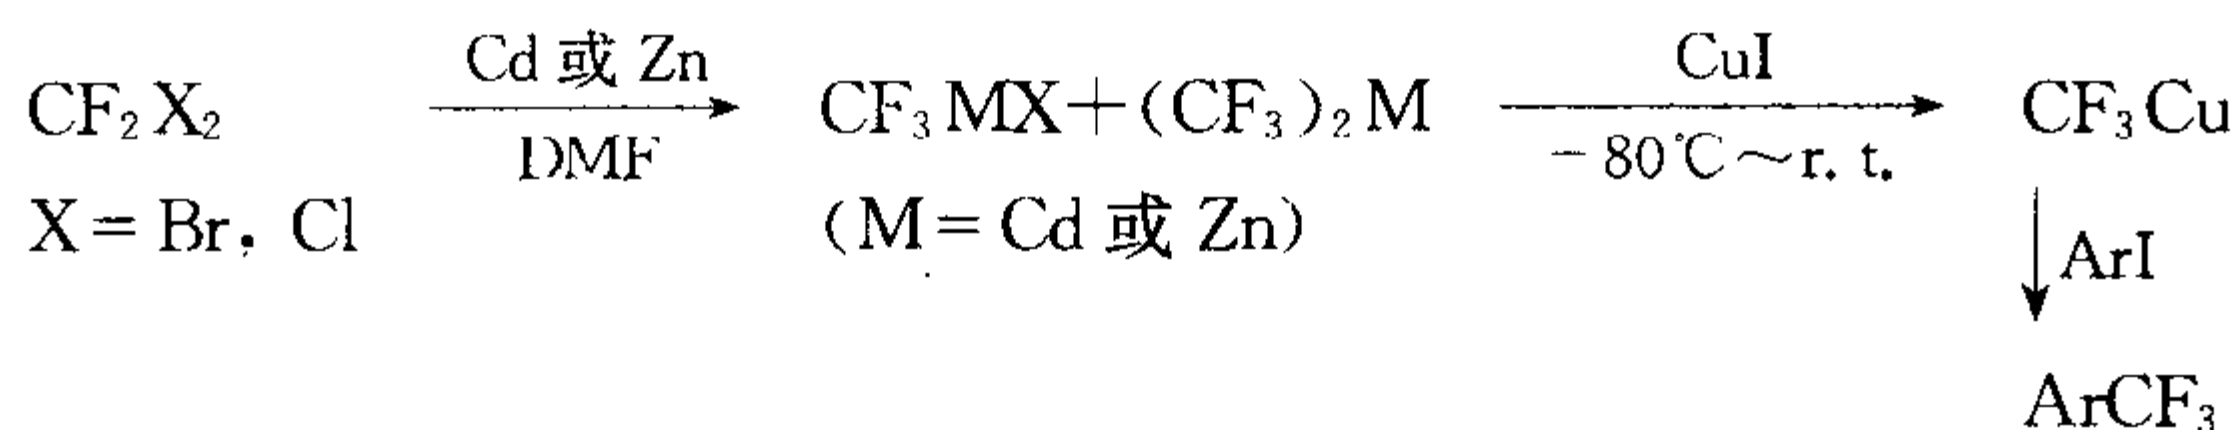 Cd 或 Zn
CuI
CF₂X₂ → CF₃MX+(CF₃)₂M → CF₃Cu
DMF
-80℃~r. t.
X=Br, Cl
(M=Cd 或 Zn)
↓ ArI
ArCF₃